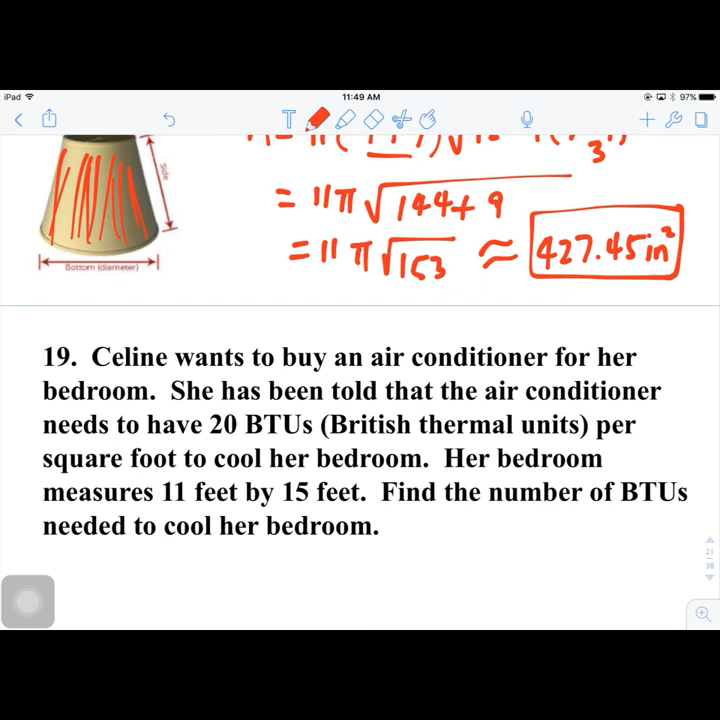 iPad 11:49 AM 97%
T
Side
Bottom (diameter)
= 11π√144+9
= 11π√153 ≈ 427.45in²
19. Celine wants to buy an air conditioner for her
bedroom. She has been told that the air conditioner
needs to have 20 BTUs (British thermal units) per
square foot to cool her bedroom. Her bedroom
measures 11 feet by 15 feet. Find the number of BTUs
needed to cool her bedroom.
21
38